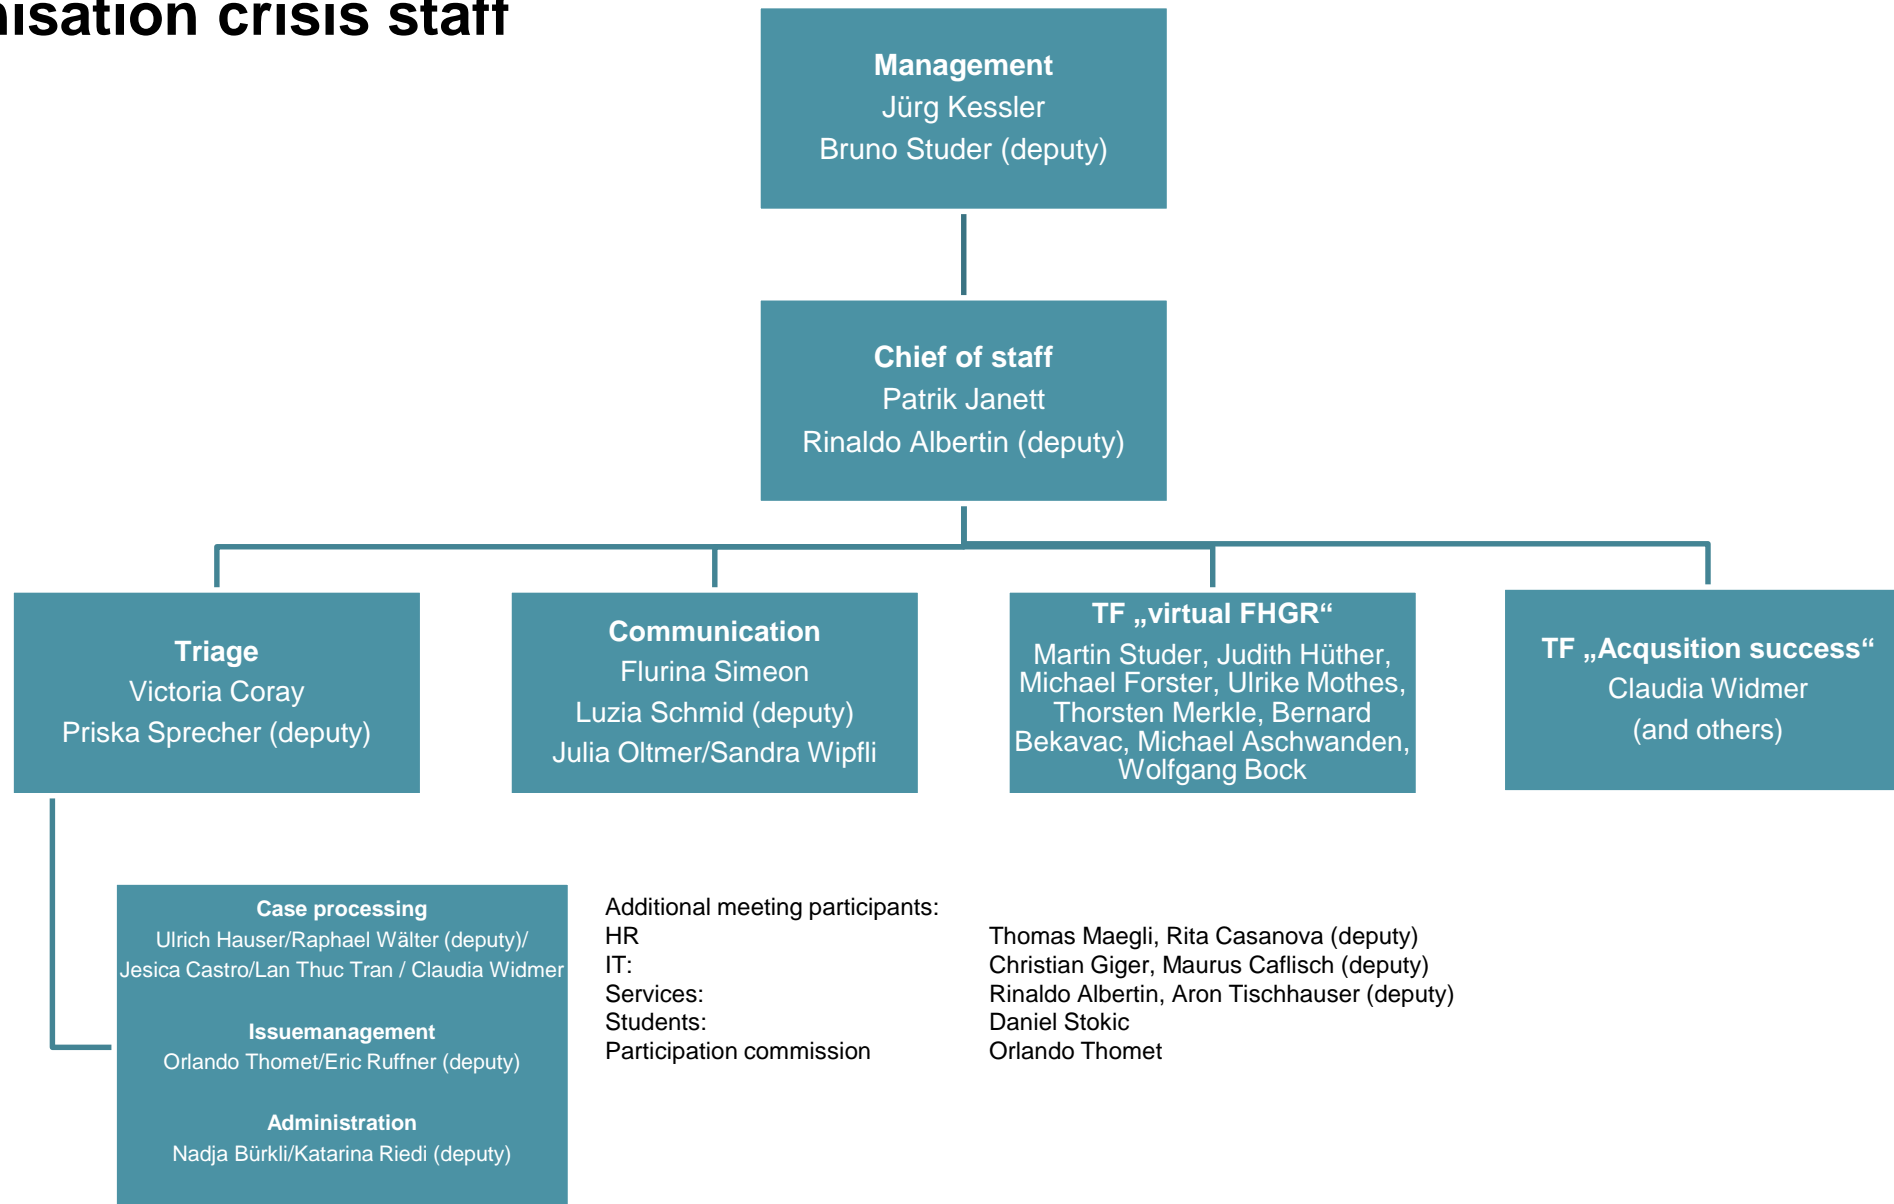 nisation crisis staff
Management
Jürg Kessler
Bruno Studer (deputy)
Chief of staff
Patrik Janett
Rinaldo Albertin (deputy)
Triage
Victoria Coray
Priska Sprecher (deputy)
Communication
Flurina Simeon
Luzia Schmid (deputy)
Julia Oltmer/Sandra Wipfli
TF „virtual FHGR“
Martin Studer, Judith Hüther,
Michael Forster, Ulrike Mothes,
Thorsten Merkle, Bernard
Bekavac, Michael Aschwanden,
Wolfgang Bock
TF „Acqusition success“
Claudia Widmer
(and others)
Case processing
Ulrich Hauser/Raphael Wälter (deputy)/
Jesica Castro/Lan Thuc Tran / Claudia Widmer
Issuemanagement
Orlando Thomet/Eric Ruffner (deputy)
Administration
Nadja Bürkli/Katarina Riedi (deputy)
Additional meeting participants:
HR Thomas Maegli, Rita Casanova (deputy)
IT: Christian Giger, Maurus Caflisch (deputy)
Services: Rinaldo Albertin, Aron Tischhauser (deputy)
Students: Daniel Stokic
Participation commission Orlando Thomet